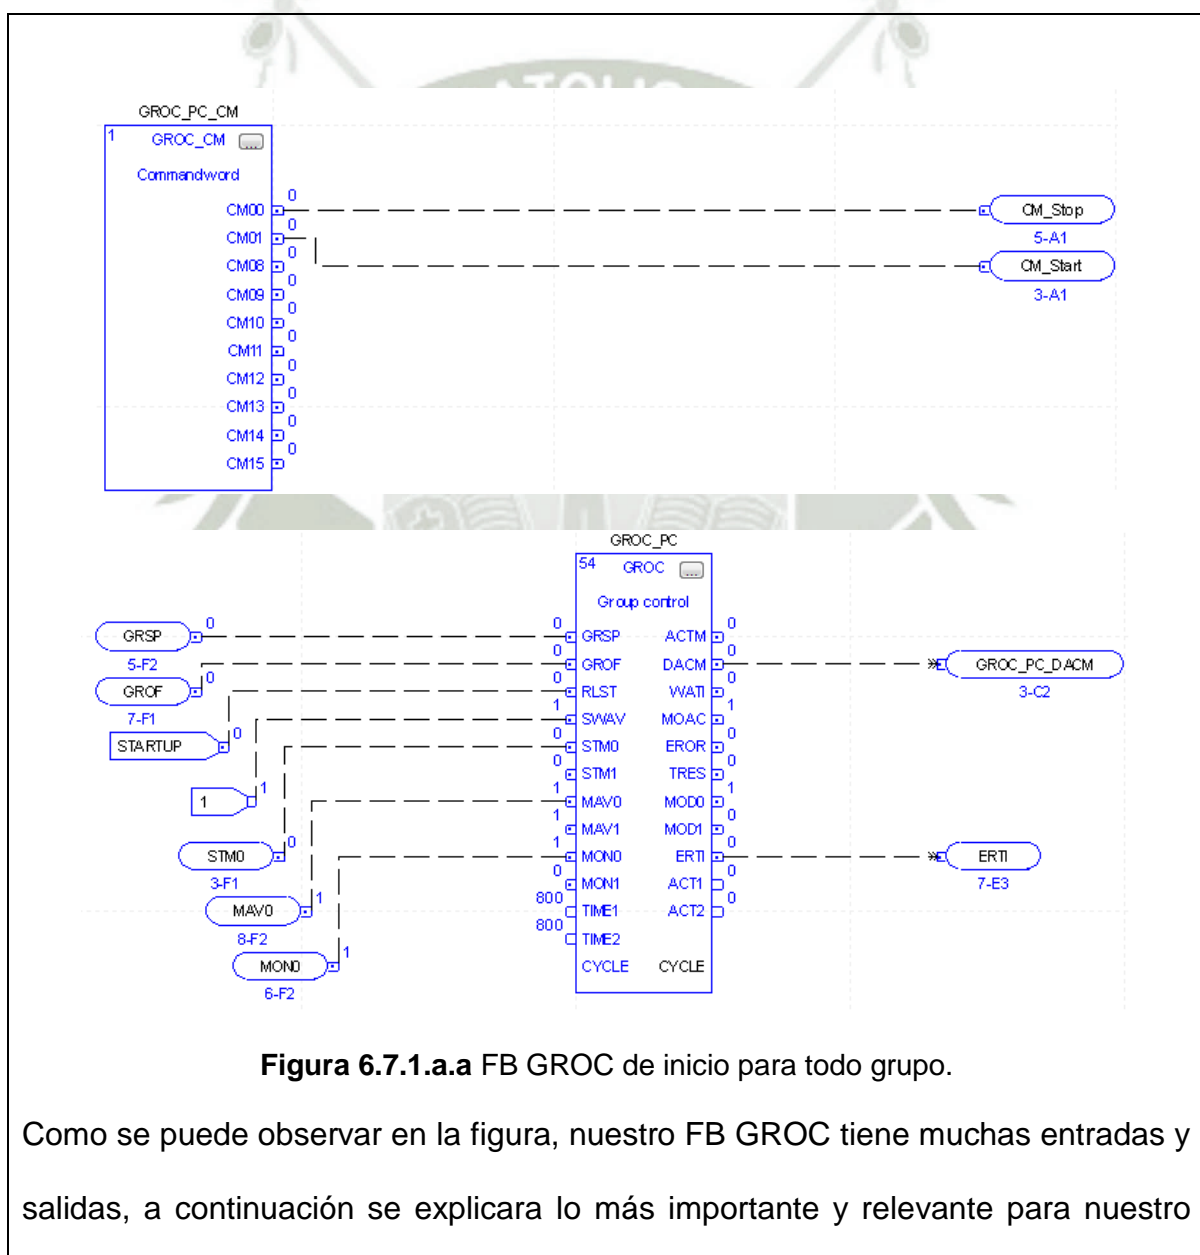 ATOLIC
GROC_PC_CM
1 GROC_CM ...
Commandword
CM00 0 CM_Stop
5-A1
CM01 0 CM_Start
3-A1
CM08 0
CM09 0
CM10 0
CM11 0
CM12 0
CM13 0
CM14 0
CM15 0
GROC_PC
54 GROC ...
Group control
GRSP 0 0 GRSP ACTM 0
5-F2
GROF 0 0 GROF DACM 0 GROC_PC_DACM
7-F1 3-C2
STARTUP 0 0 RLST WATI 0
1 1 1 SWAV MOAC 1
STM0 0 0 STM0 EROR 0
3-F1
0 STM1 TRES 0
MAV0 1 1 MAV0 MOD0 1
8-F2
1 MAV1 MOD1 0
MON0 1 1 MON0 ERTI 0 ERTI
6-F2 7-E3
0 MON1 ACT1 0
800 TIME1 ACT2 0
800 TIME2
CYCLE CYCLE
Figura 6.7.1.a.a FB GROC de inicio para todo grupo.
Como se puede observar en la figura, nuestro FB GROC tiene muchas entradas y
salidas, a continuación se explicara lo más importante y relevante para nuestro